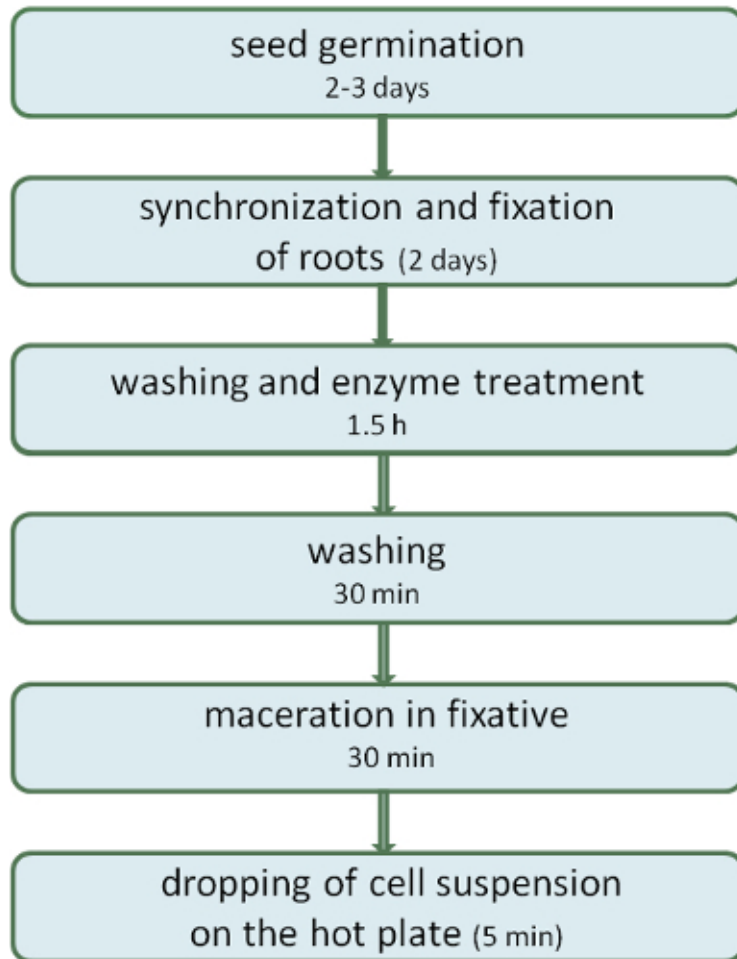 seed germination
2-3 days
synchronization and fixation
of roots (2 days)
washing and enzyme treatment
1.5 h
washing
30 min
maceration in fixative
30 min
dropping of cell suspension
on the hot plate (5 min)